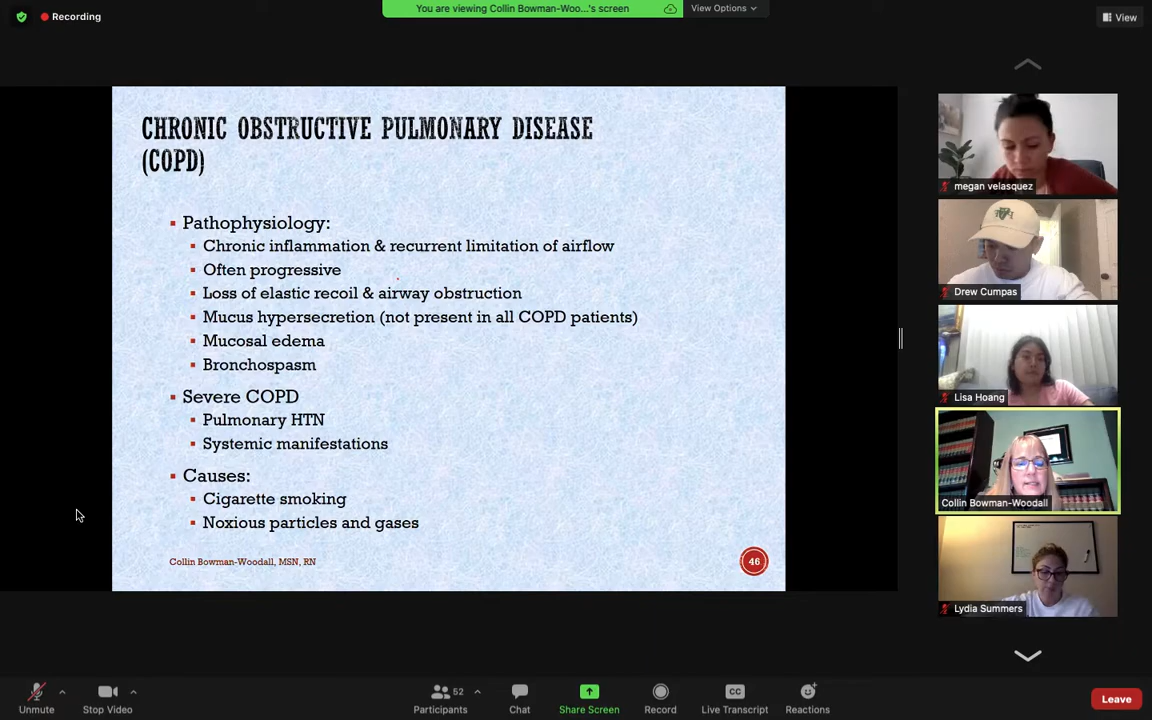 Recording
You are viewing Collin Bowman-Woo...'s screen
View Options
View
CHRONIC OBSTRUCTIVE PULMONARY DISEASE
(COPD)
Pathophysiology:
Chronic inflammation & recurrent limitation of airflow
Often progressive
Loss of elastic recoil & airway obstruction
Mucus hypersecretion (not present in all COPD patients)
Mucosal edema
Bronchospasm
Severe COPD
Pulmonary HTN
Systemic manifestations
Causes:
Cigarette smoking
Noxious particles and gases
Collin Bowman-Woodall, MSN, RN
46
megan velasquez
Drew Cumpas
Lisa Hoang
Collin Bowman-Woodall
Lydia Summers
Unmute
Stop Video
Participants
52
Chat
Share Screen
Record
CC
Live Transcript
Reactions
Leave